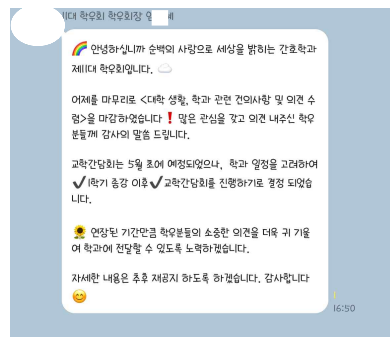 대 학우회 학우회장
🌈 안녕하십니까 순백의 사랑으로 세상을 밝히는 간호학과
제11대 학우회입니다. ☁️
어제를 마무리로 <대학 생활, 학과 관련 건의사항 및 의견 수
렴>을 마감하였습니다❗ 많은 관심을 갖고 의견 내주신 학우
분들께 감사의 말씀 드립니다.
교학간담회는 5월 초에 예정되었으나, 학과 일정을 고려하여
✔️1학기 종강 이후✔️교학간담회를 진행하기로 결정 되었습
니다.
🌻 연장된 기간만큼 학우분들의 소중한 의견을 더욱 귀 기울
여 학과에 전달할 수 있도록 노력하겠습니다.
자세한 내용은 추후 재공지 하도록 하겠습니다. 감사합니다
😊
16:50